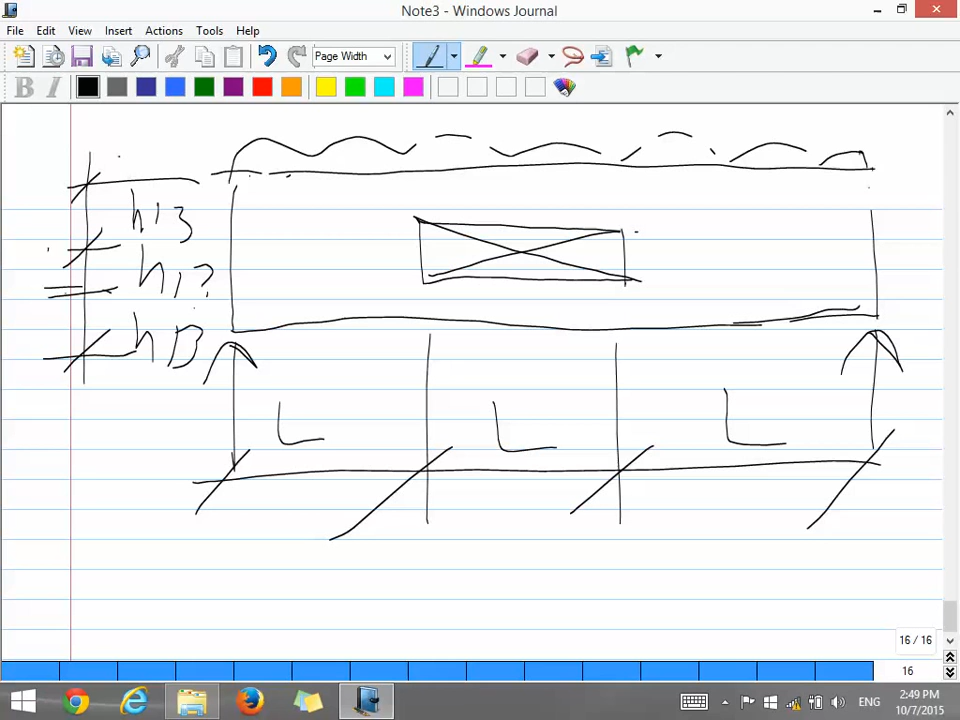 Note3 - Windows Journal
File Edit View Insert Actions Tools Help
Page Width
B I
h/3
h/3
h/3
L L L
16 / 16
16
ENG
2:49 PM
10/7/2015